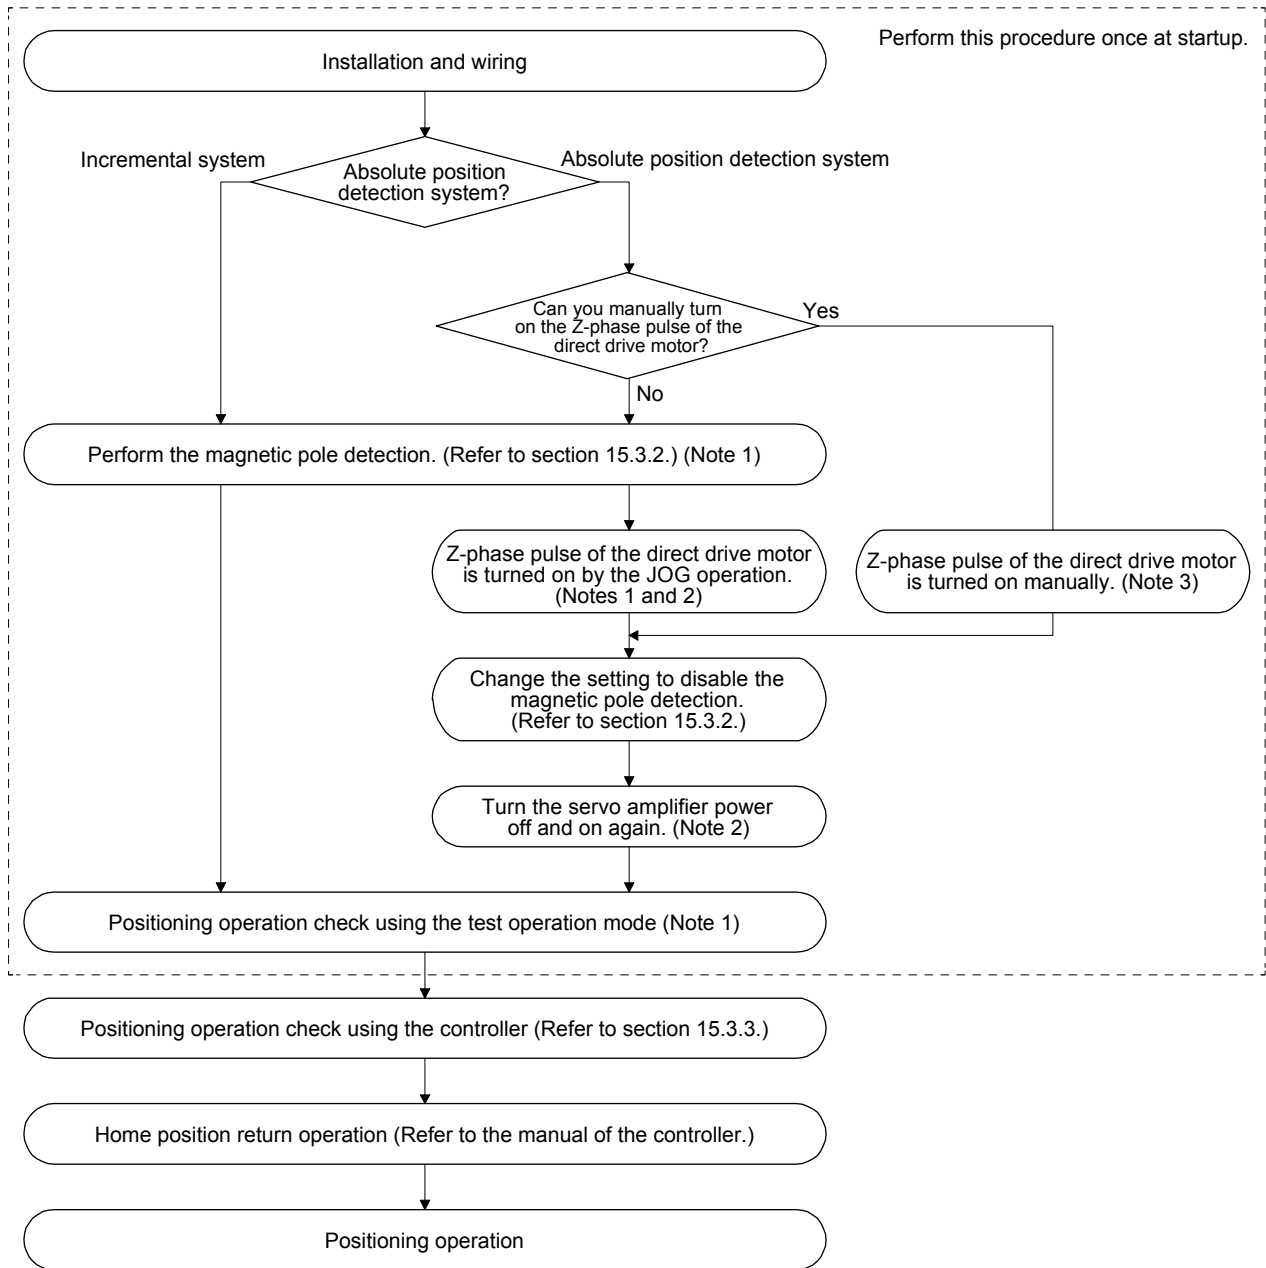 Perform this procedure once at startup.
Installation and wiring
Incremental system
Absolute position detection system
Absolute position
detection system?
Can you manually turn
on the Z-phase pulse of the
direct drive motor?
Yes
No
Perform the magnetic pole detection. (Refer to section 15.3.2.) (Note 1)
Z-phase pulse of the direct drive motor
is turned on by the JOG operation.
(Notes 1 and 2)
Z-phase pulse of the direct drive motor
is turned on manually. (Note 3)
Change the setting to disable the
magnetic pole detection.
(Refer to section 15.3.2.)
Turn the servo amplifier power
off and on again. (Note 2)
Positioning operation check using the test operation mode (Note 1)
Positioning operation check using the controller (Refer to section 15.3.3.)
Home position return operation (Refer to the manual of the controller.)
Positioning operation